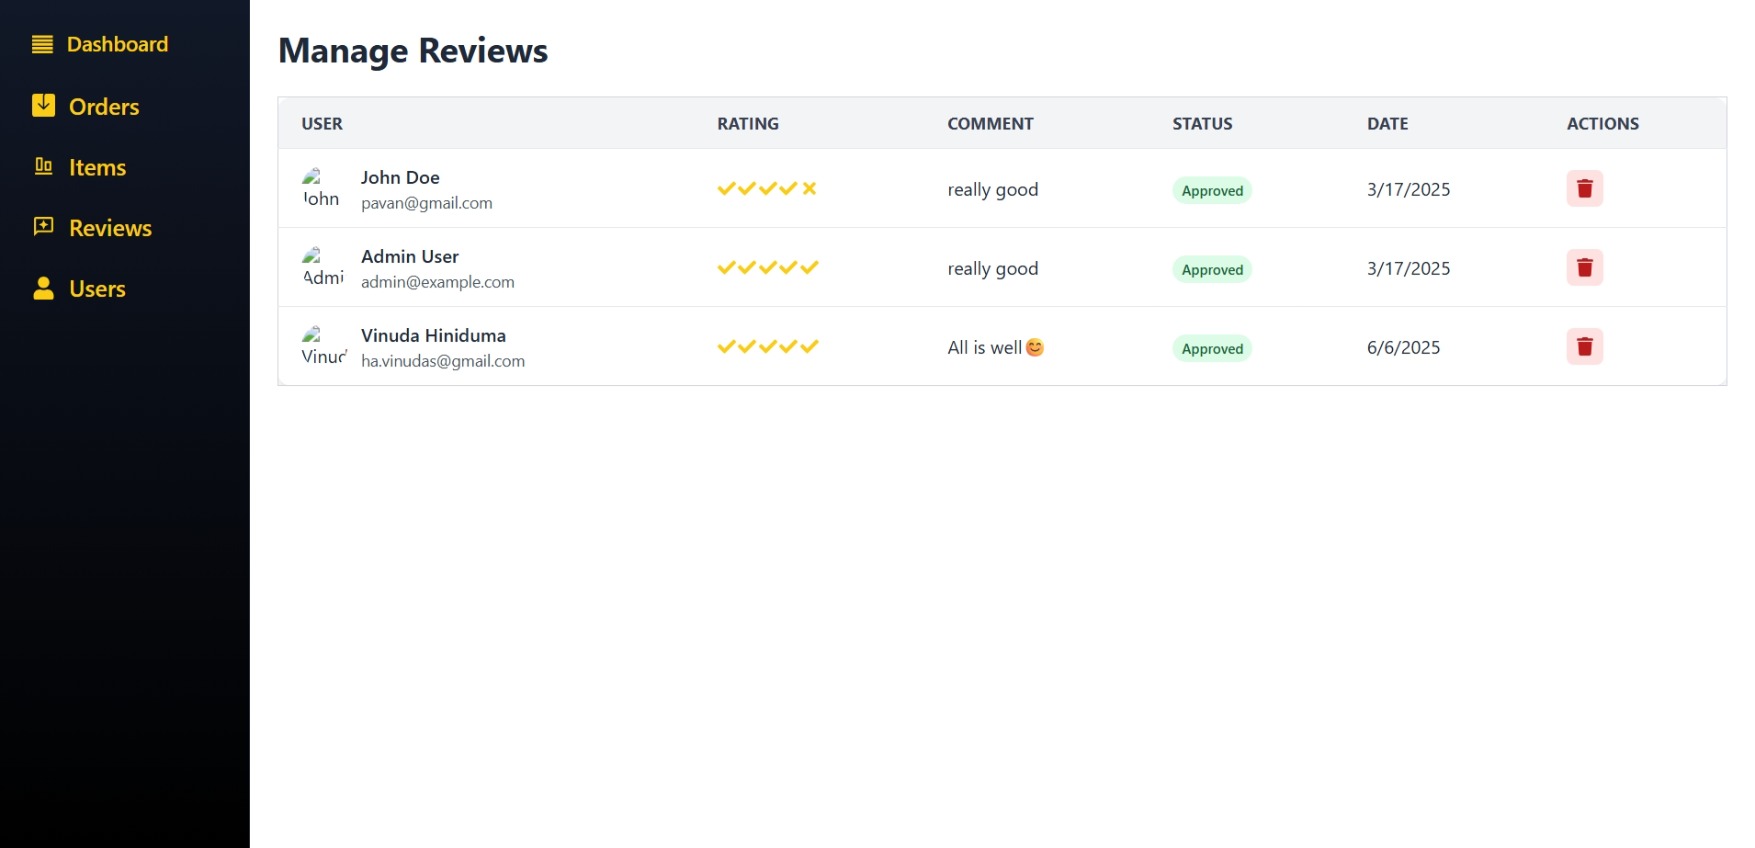 Dashboard
Orders
Items
Reviews
Users
Manage Reviews
USER RATING COMMENT STATUS DATE ACTIONS
John John Doe really good Approved 3/17/2025
pavan@gmail.com
Admi Admin User really good Approved 3/17/2025
admin@example.com
Vinud Vinuda Hiniduma All is well😊 Approved 6/6/2025
ha.vinudas@gmail.com